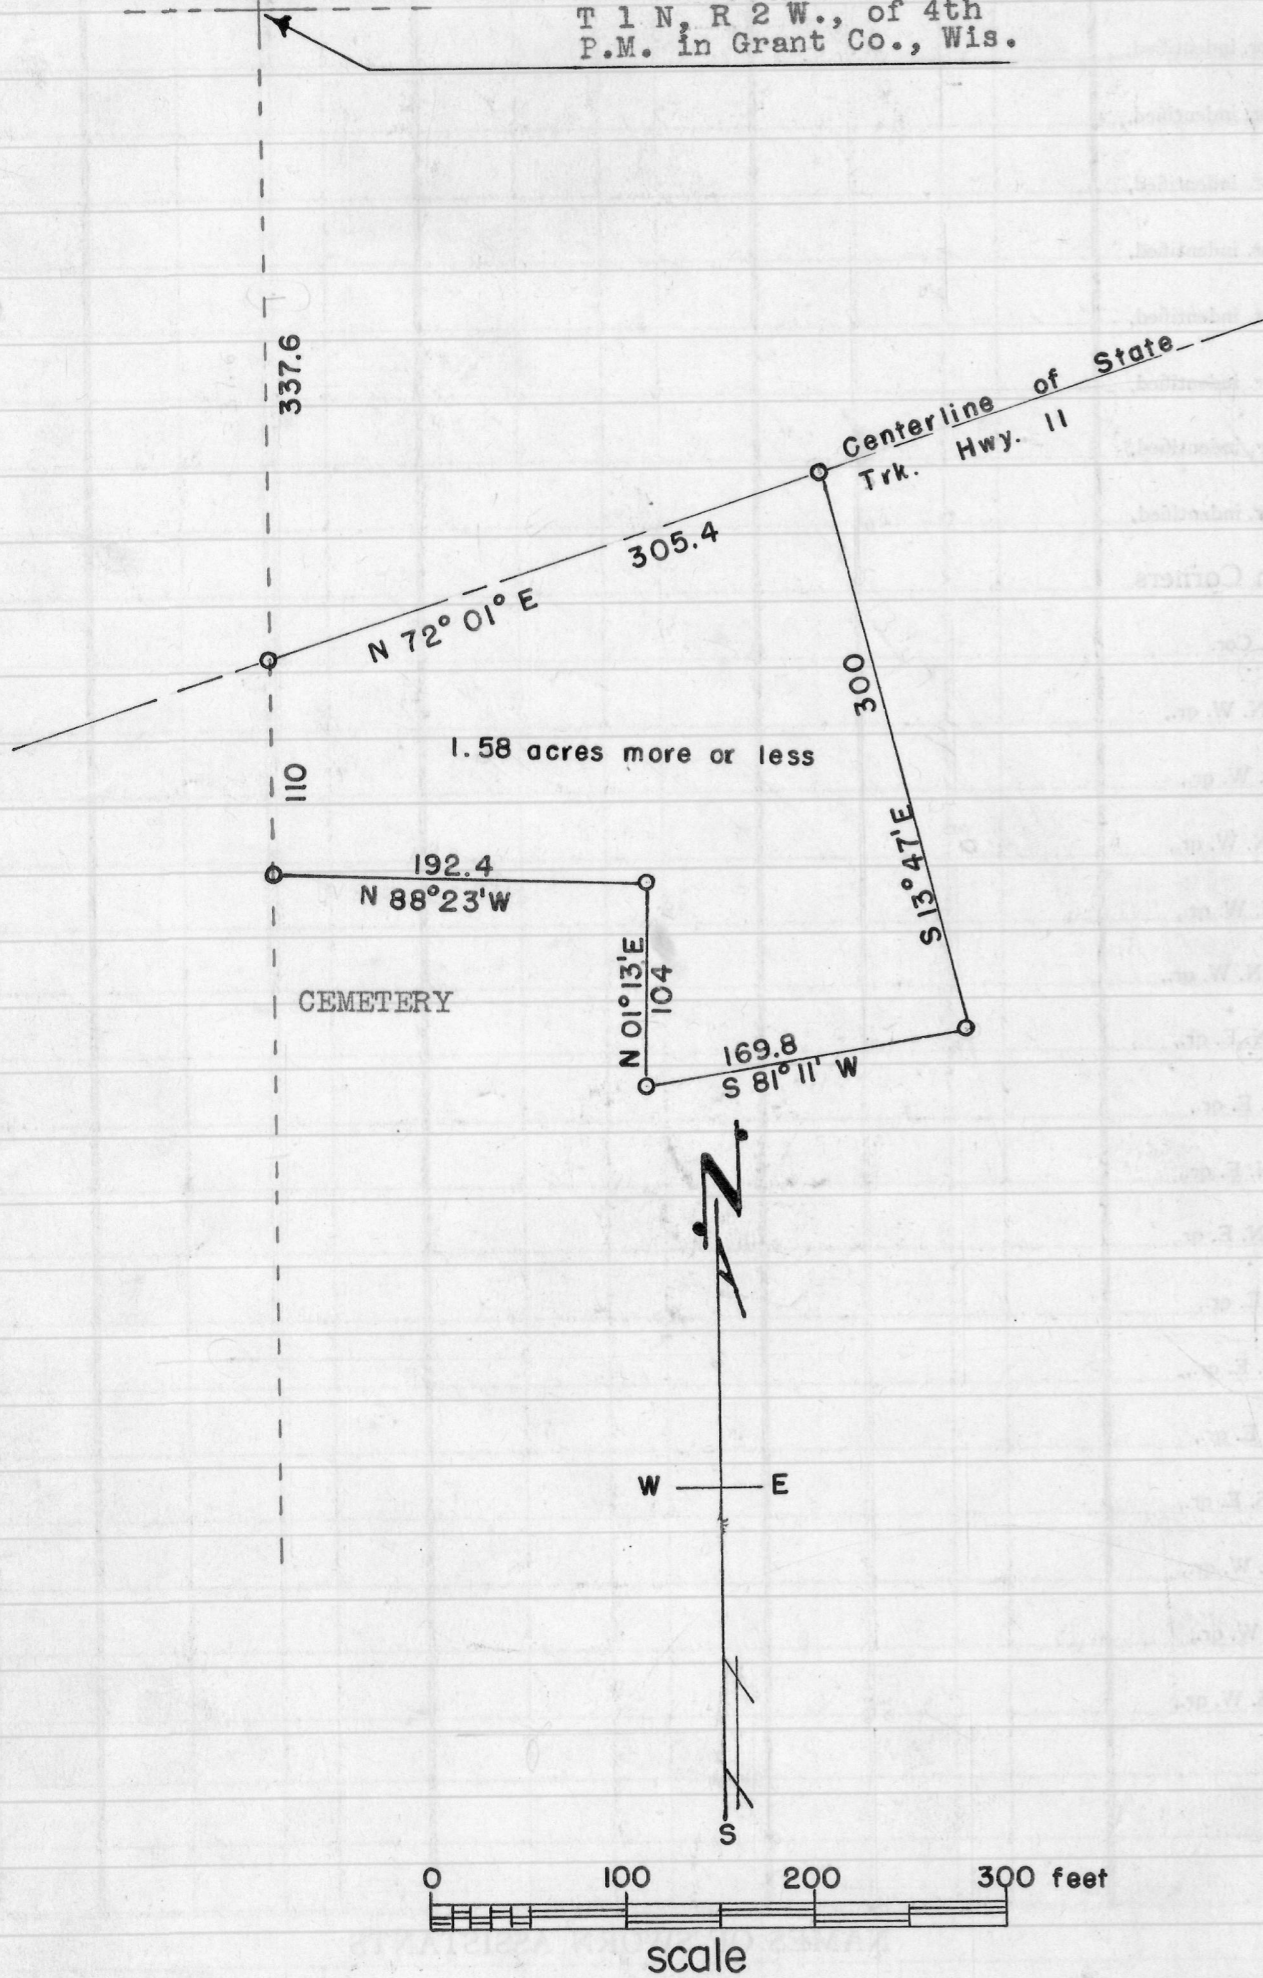 T 1 N, R 2 W., of 4th
P.M. in Grant Co., Wis.
337.6
Centerline of State
Trk. Hwy. 11
305.4
N 72° 01° E
300
S 13° 47' E
1.58 acres more or less
110
192.4
N 88° 23' W
N 01° 13' E
104
CEMETERY
169.8
S 81° 11' W
N
W E
S
0 100 200 300 feet
scale